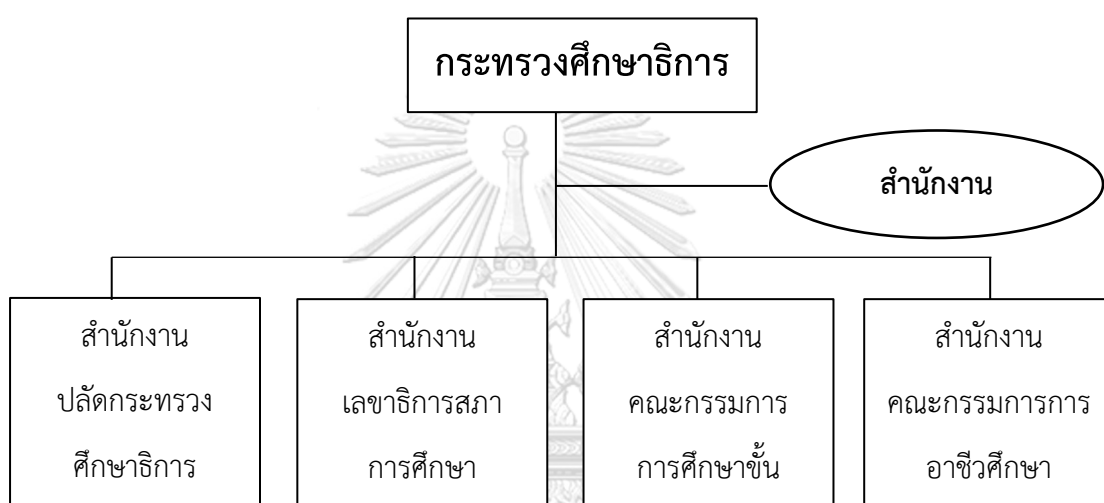 กระทรวงศึกษาธิการ
สำนักงาน
สำนักงาน
ปลัดกระทรวง
ศึกษาธิการ
สำนักงาน
เลขาธิการสภา
การศึกษา
สำนักงาน
คณะกรรมการ
การศึกษาขั้น
สำนักงาน
คณะกรรมการการ
อาชีวศึกษา